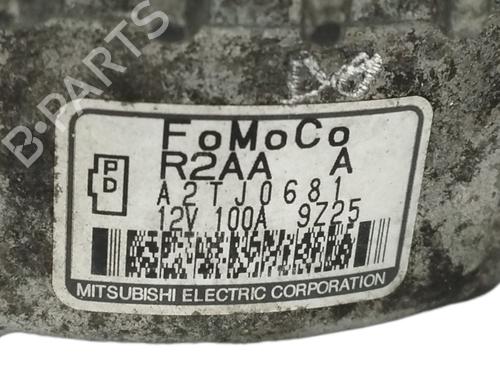 FoMoCo
R2AA A
P
D
A2TJ0681
12V 100A 9Z25
MITSUBISHI ELECTRIC CORPORATION
B-PARTS